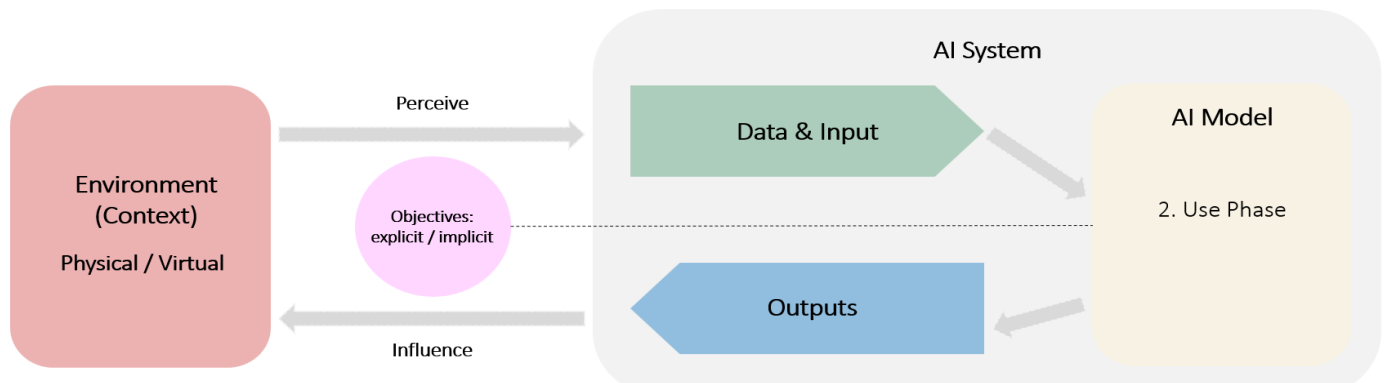 AI System
Perceive
Environment
(Context)
Physical / Virtual
Objectives:
explicit / implicit
Data & Input
AI Model
2. Use Phase
Outputs
Influence